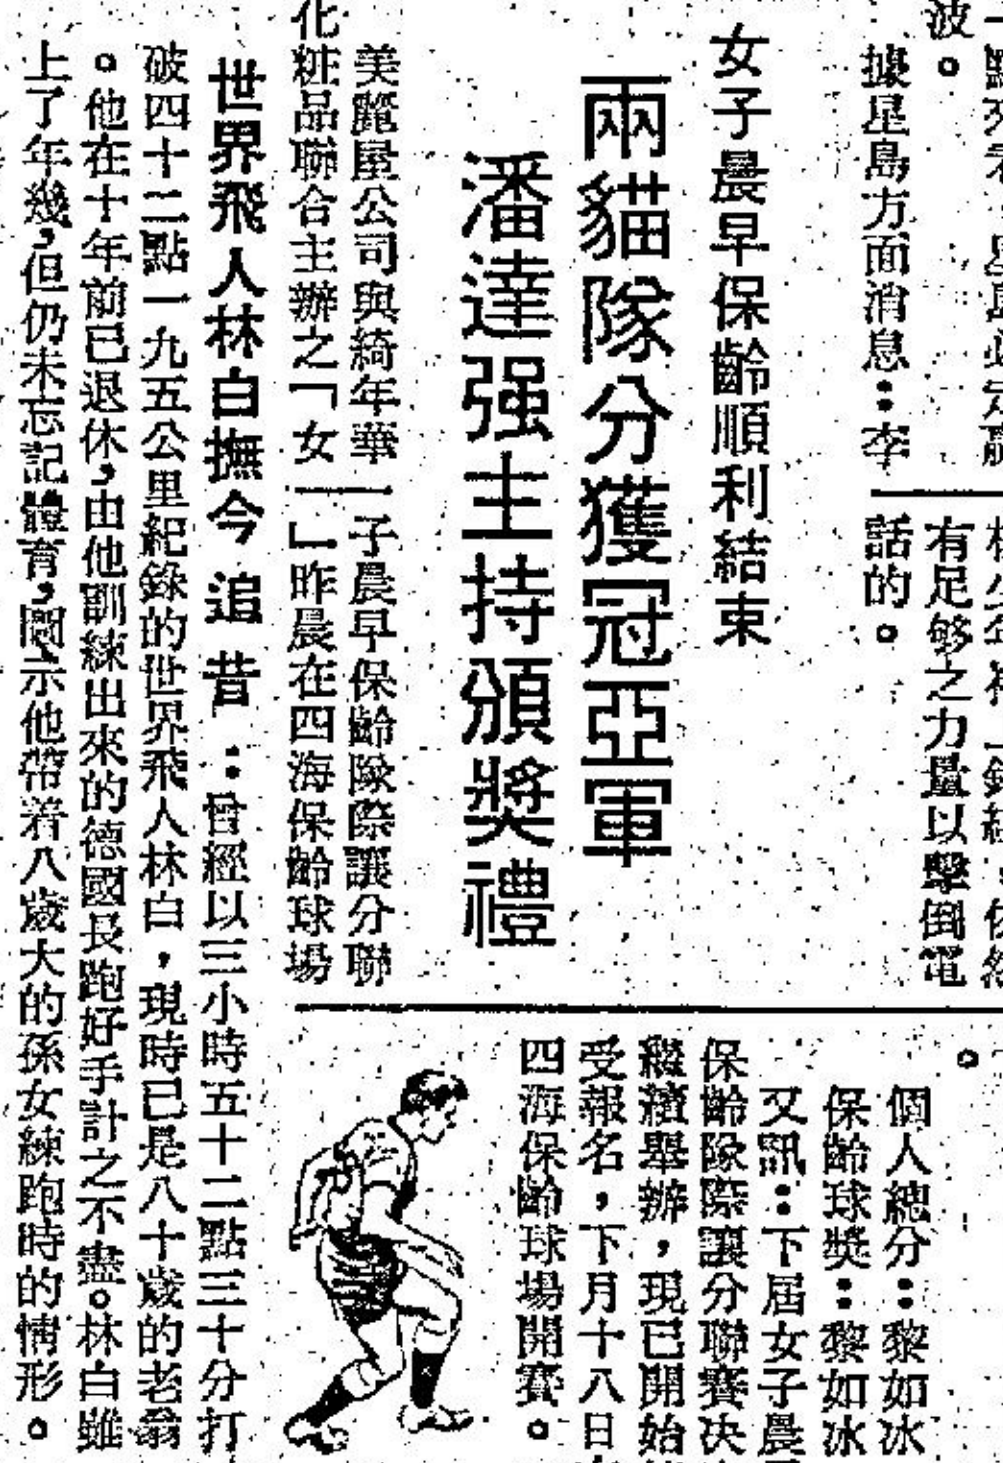 波。
據星島方面消息：李
有足够之力量以擊倒電
話的。
女子晨早保齡順利結束
兩貓隊分獲冠亞軍
潘達强主持頒獎禮
美麗屋公司與綺年華
化粧品聯合主辦之「女
子晨早保齡隊際讓分聯
」昨晨在四海保齡球場
。
個人總分：黎如冰
保齡球獎：黎如冰
又訊：下屆女子晨
保齡隊際讓分聯賽决
繼續舉辦，現已開始
受報名，下月十八日
四海保齡球場開賽。
世界飛人林白撫今追昔：曾經以三小時五十二點三十分打
破四十二點一九五公里紀錄的世界飛人林白，現時已是八十歲的老翁
。他在十年前已退休，由他訓練出來的德國長跑好手計之不盡。林白雖
上了年幾，但仍未忘記體育，圖示他帶着八歲大的孫女練跑時的情形。